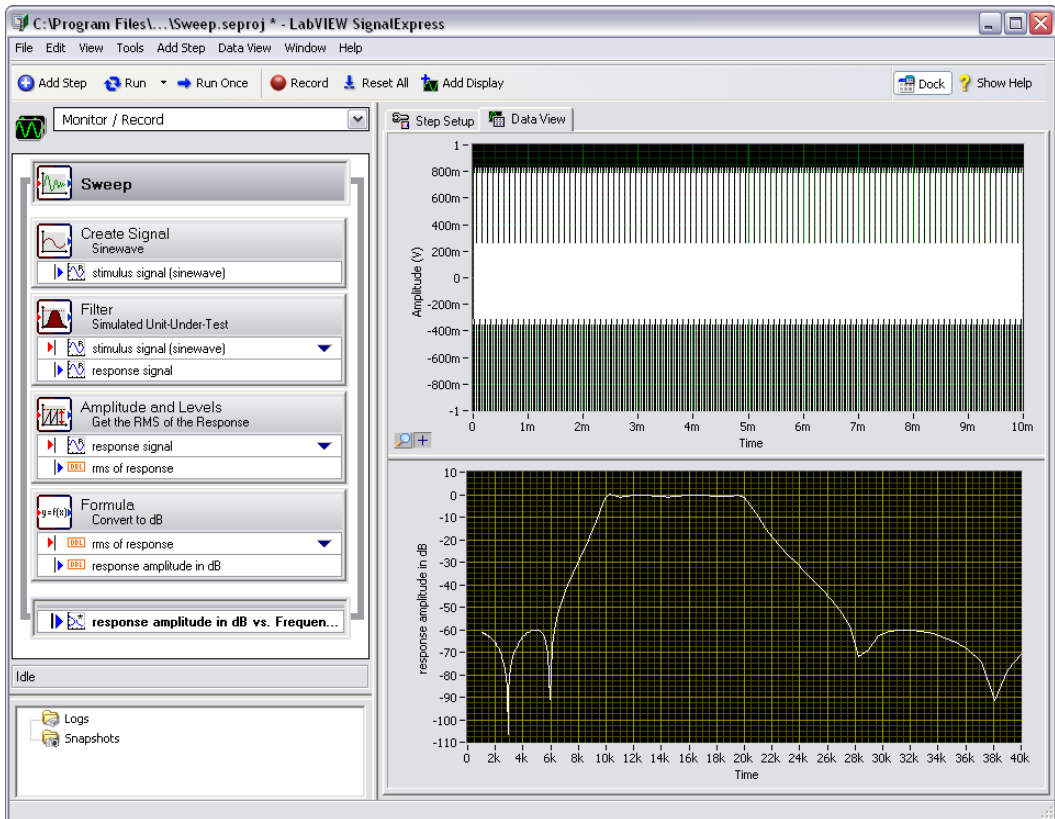 C:\Program Files\...\Sweep.seproj * - LabVIEW SignalExpress
File Edit View Tools Add Step Data View Window Help
Add Step Run Run Once Record Reset All Add Display Dock Show Help
Monitor / Record
Sweep
Create Signal
Sinewave
stimulus signal (sinewave)
Filter
Simulated Unit-Under-Test
stimulus signal (sinewave)
response signal
Amplitude and Levels
Get the RMS of the Response
response signal
DBL rms of response
y=f(x)
Formula
Convert to dB
DBL rms of response
DBL response amplitude in dB
response amplitude in dB vs. Frequen...
Idle
Logs
Snapshots
Step Setup Data View
Amplitude (V)
1
800m
600m
400m
200m
0
-200m
-400m
-600m
-800m
-1
0 1m 2m 3m 4m 5m 6m 7m 8m 9m 10m
Time
response amplitude in dB
10
0
-10
-20
-30
-40
-50
-60
-70
-80
-90
-100
-110
0 2k 4k 6k 8k 10k 12k 14k 16k 18k 20k 22k 24k 26k 28k 30k 32k 34k 36k 38k 40k
Time